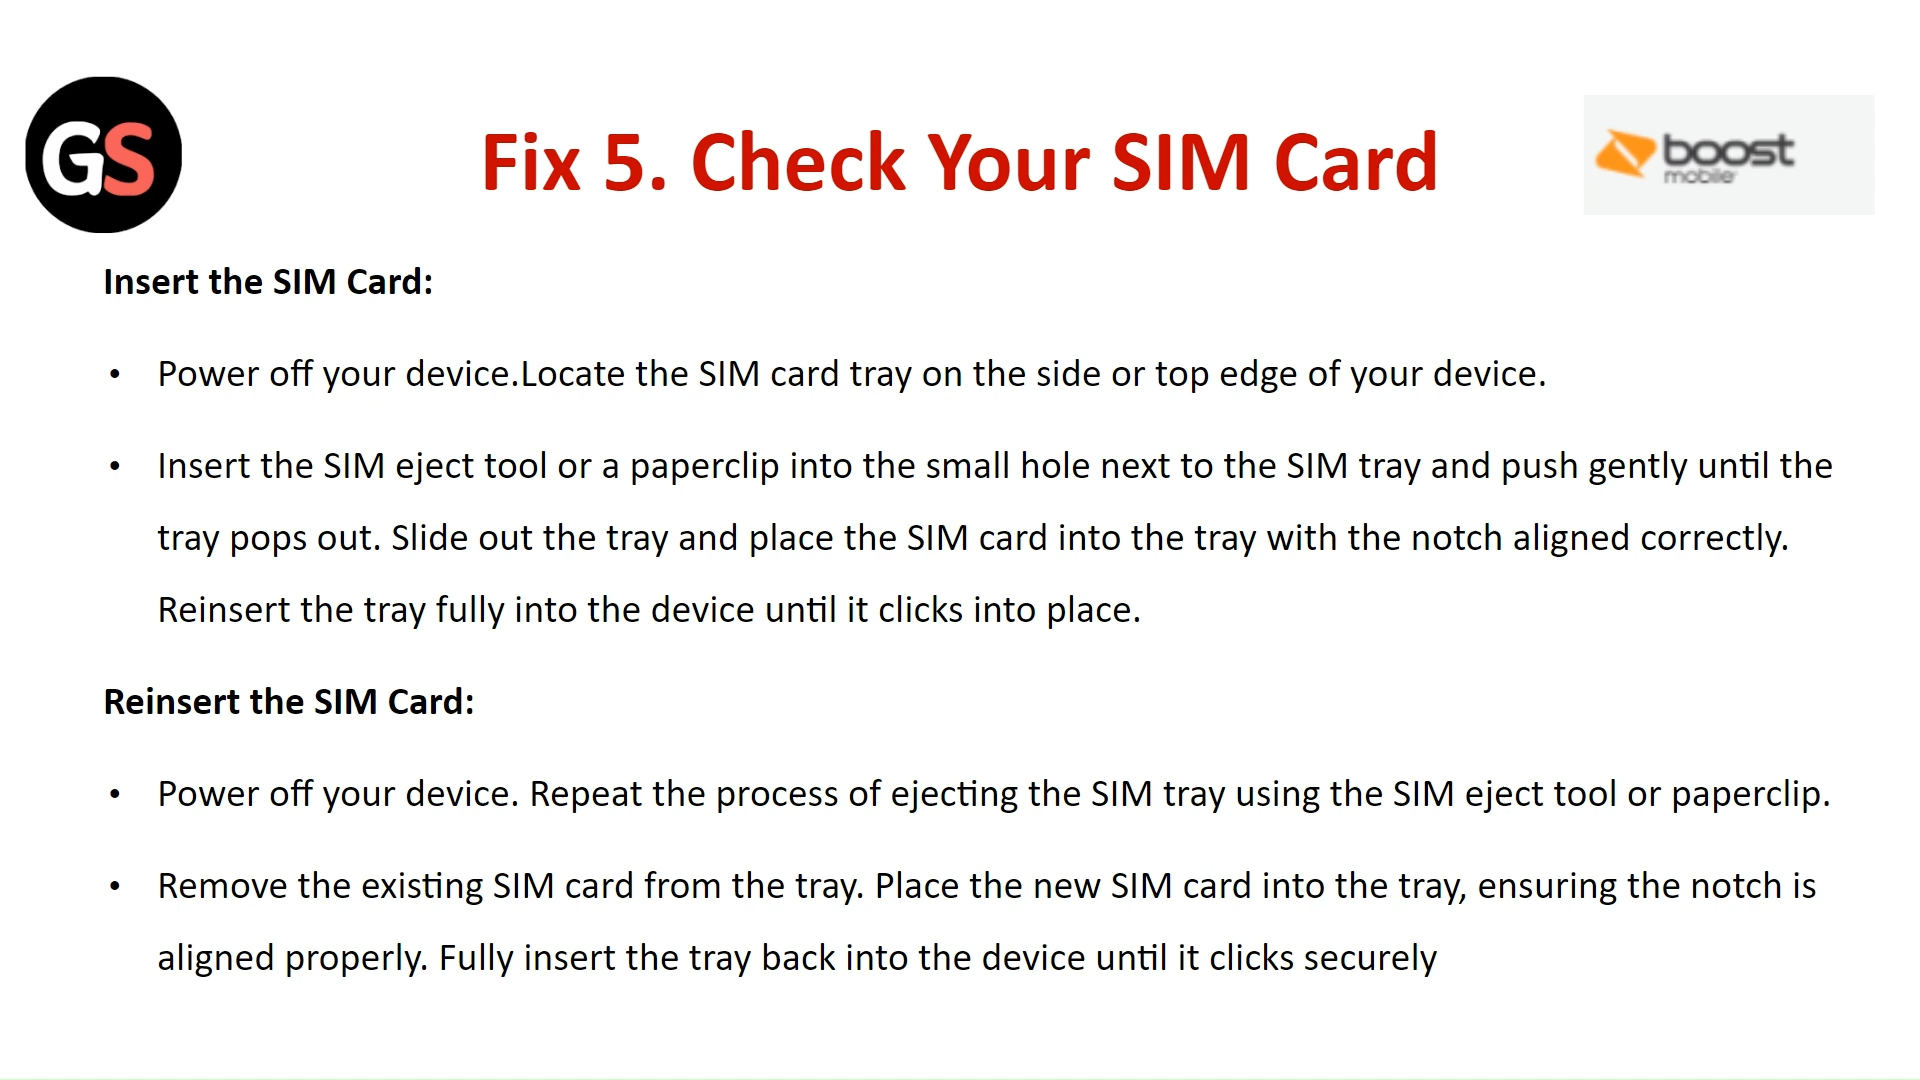 GS
Fix 5. Check Your SIM Card
boost
mobile
Insert the SIM Card:
• Power off your device.Locate the SIM card tray on the side or top edge of your device.
• Insert the SIM eject tool or a paperclip into the small hole next to the SIM tray and push gently until the
tray pops out. Slide out the tray and place the SIM card into the tray with the notch aligned correctly.
Reinsert the tray fully into the device until it clicks into place.
Reinsert the SIM Card:
• Power off your device. Repeat the process of ejecting the SIM tray using the SIM eject tool or paperclip.
• Remove the existing SIM card from the tray. Place the new SIM card into the tray, ensuring the notch is
aligned properly. Fully insert the tray back into the device until it clicks securely